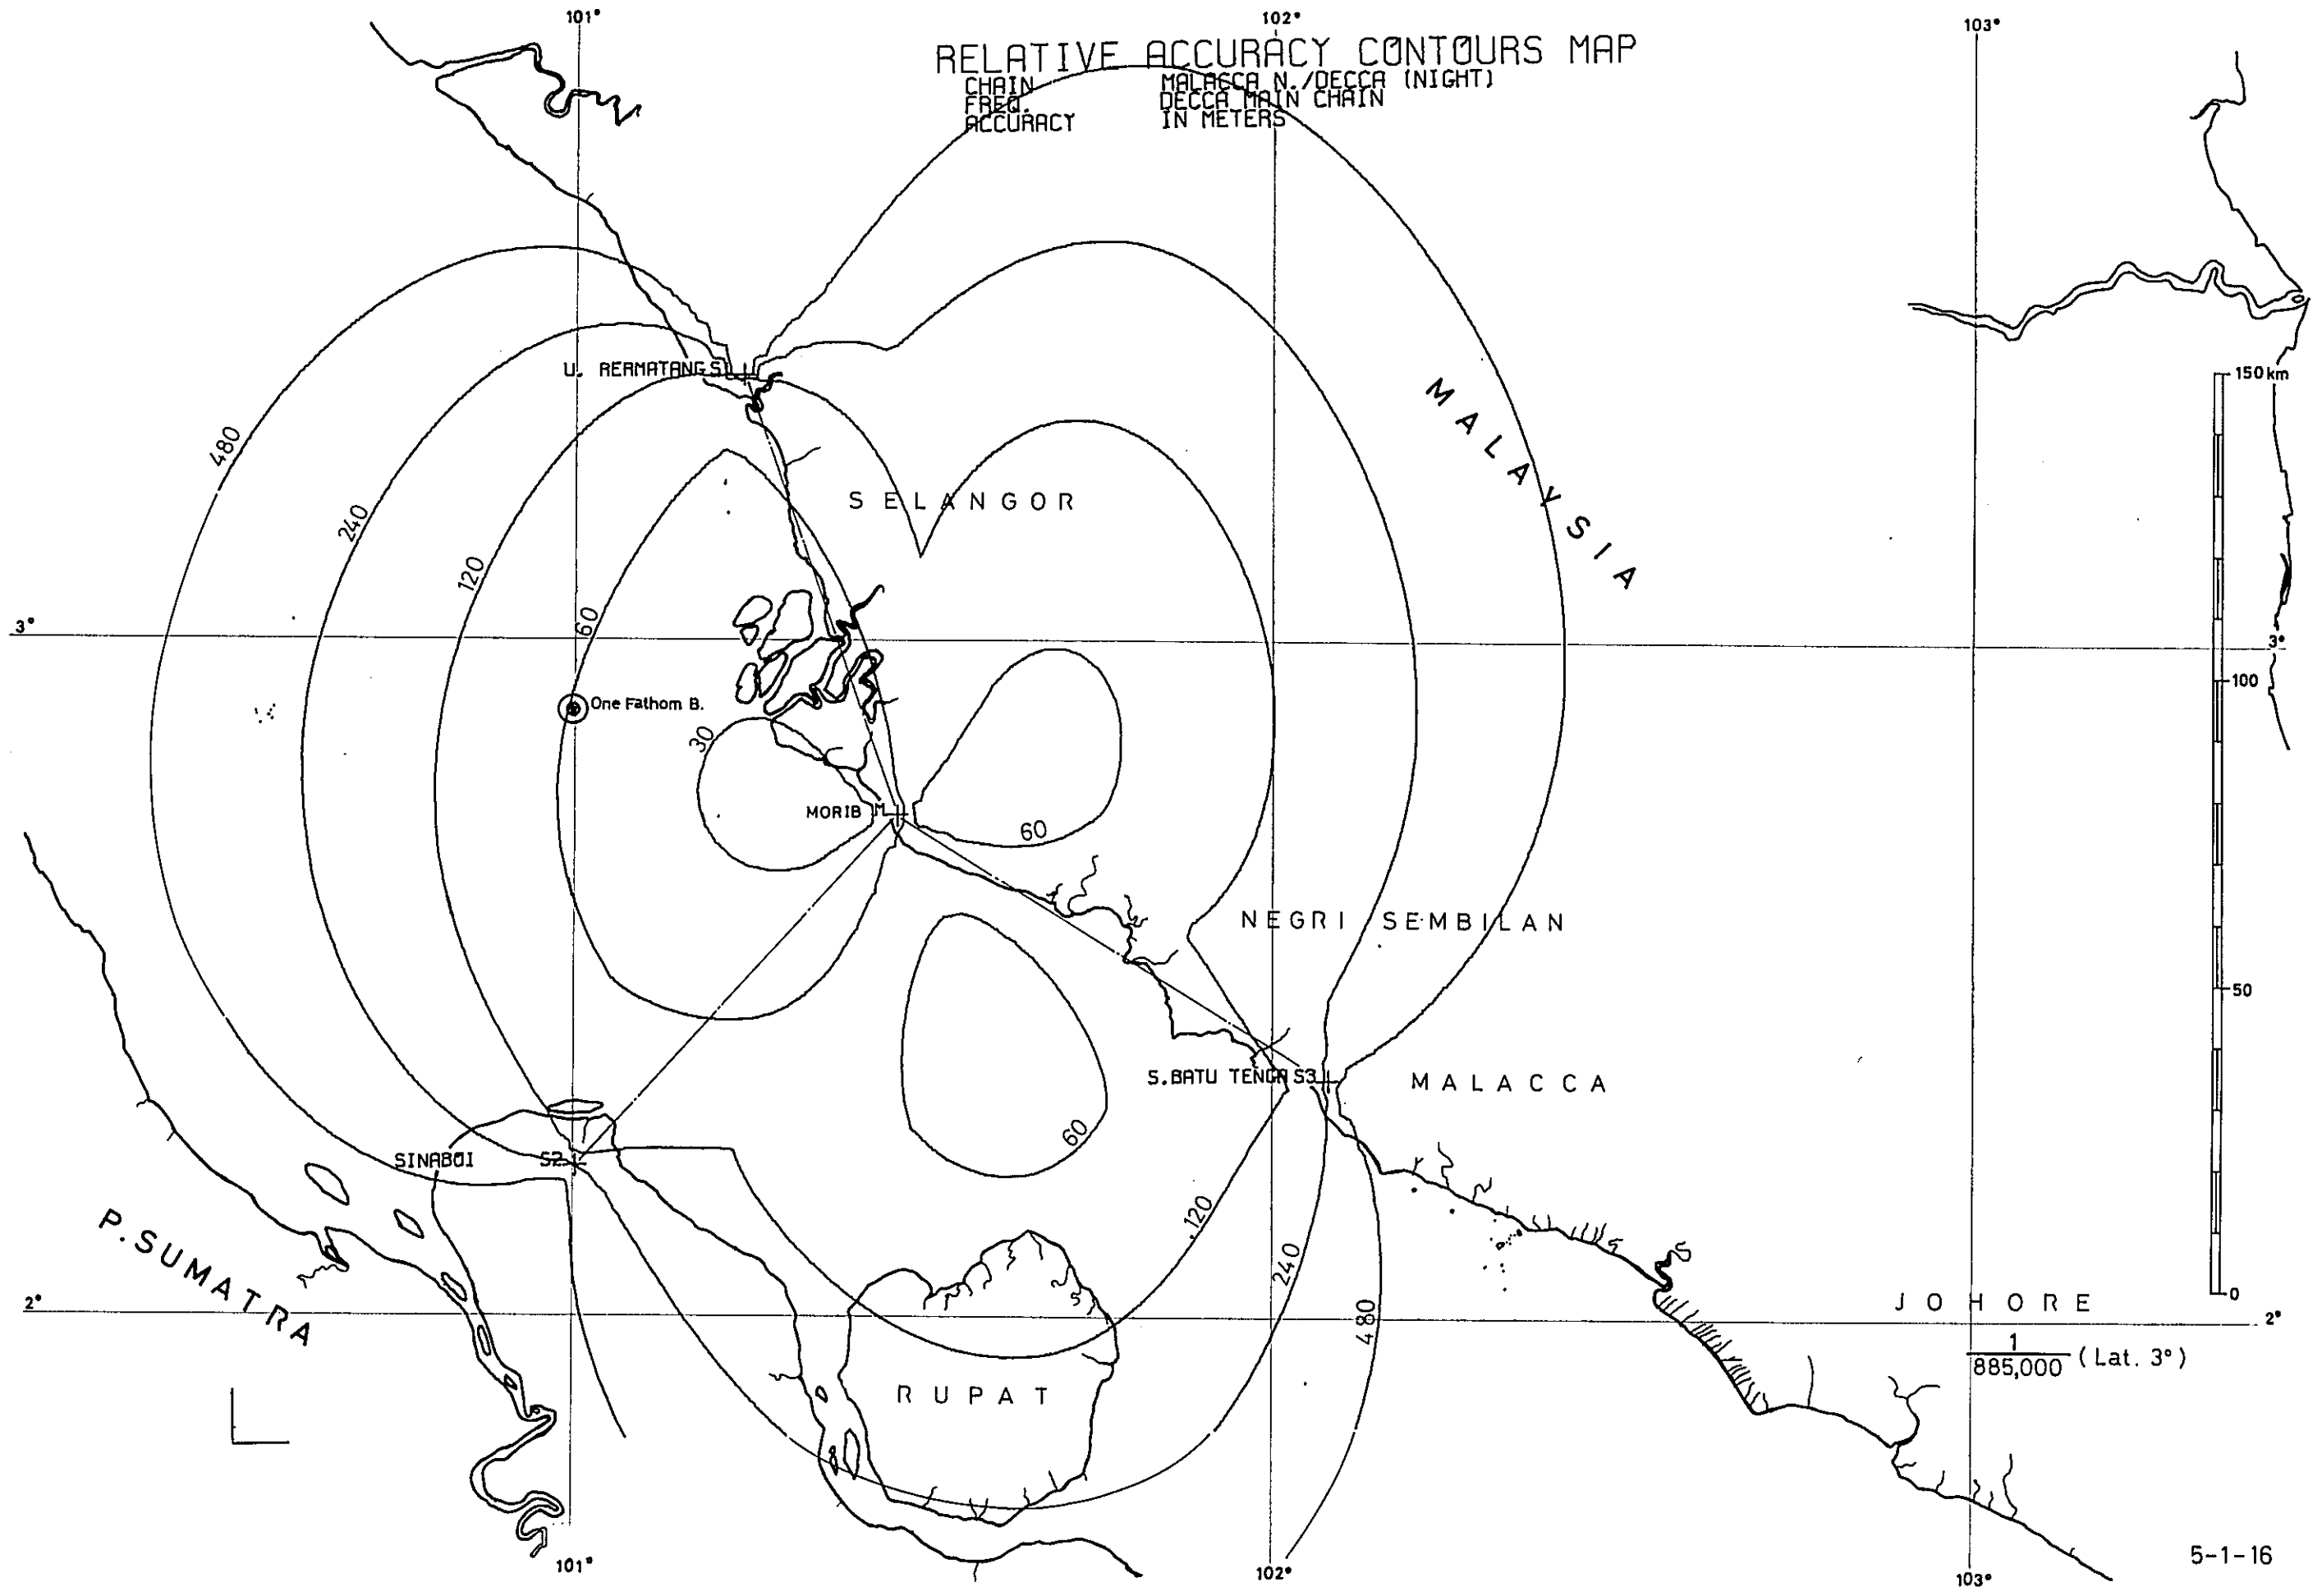 101°
102°
103°
RELATIVE ACCURACY CONTOURS MAP
CHAIN MALACCA N./DECCA (NIGHT)
FREQ. DECCA MAIN CHAIN
ACCURACY IN METERS
U. RERMATANG S1
150km
480
MALAYSIA
SELANGOR
240
120
60
3°
3°
One Fathom B.
100
30
MORIB M
60
NEGRI SEMBILAN
50
S.BATU TENGA S3
MALACCA
60
SINABOI S2
120
P.SUMATRA
240
480
0
2°
JOHORE
2°
1
885,000 (Lat. 3°)
RUPAT
5-1-16
101°
102°
103°